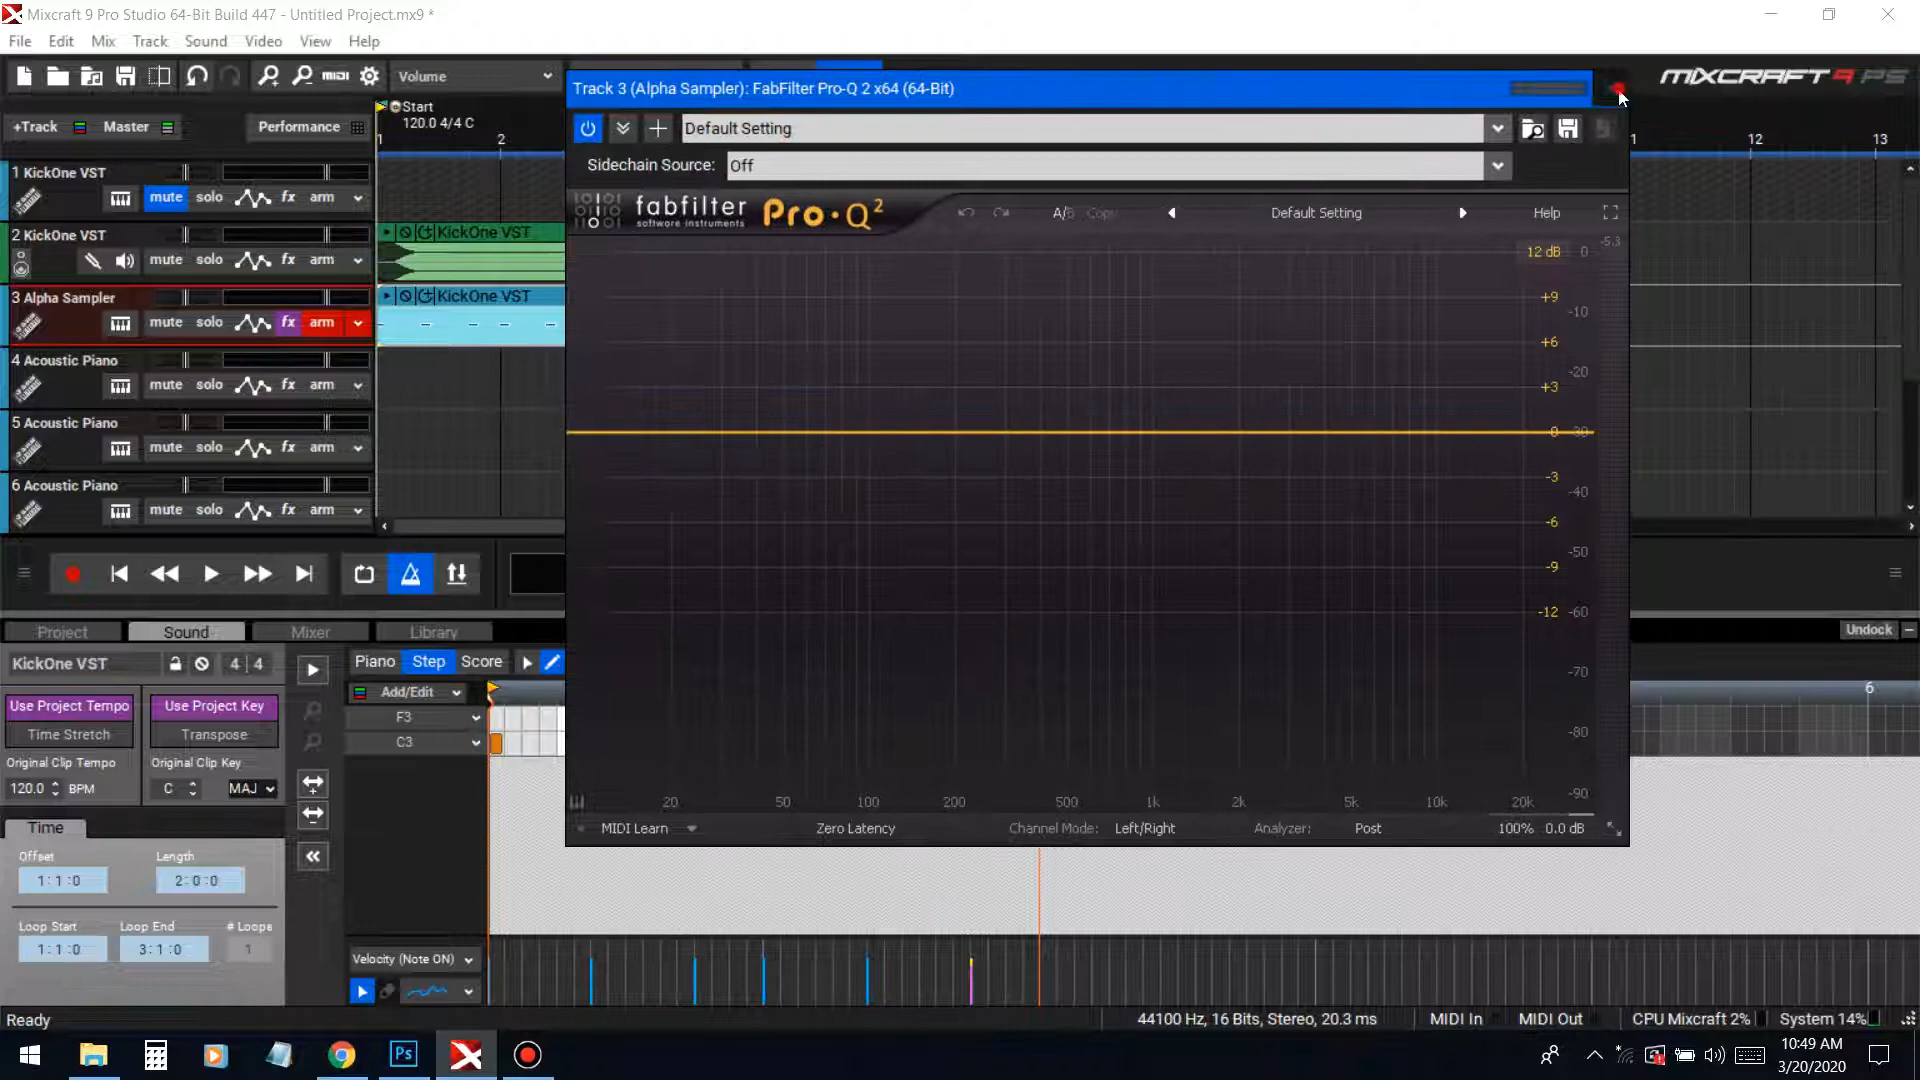 Mixcraft 9 Pro Studio 64-Bit Build 447 - Untitled Project.mx9 *
File Edit Mix Track Sound Video View Help
MIDI Volume
MIXCRAFT 9 PS
Track 3 (Alpha Sampler): FabFilter Pro-Q 2 x64 (64-Bit)
Start
120.0 4/4 C
+Track Master Performance
1 2
Default Setting
1 12 13
Sidechain Source: Off
1 KickOne VST
mute solo fx arm
2 KickOne VST
mute solo fx arm
KickOne VST
3 Alpha Sampler
mute solo fx arm
KickOne VST
4 Acoustic Piano
mute solo fx arm
5 Acoustic Piano
mute solo fx arm
6 Acoustic Piano
mute solo fx arm
fabfilter
software instruments
Pro·Q²
A/B Copy Default Setting Help
-5.3
12 dB 0
+9
-10
+6
-20
+3
0 -30
-3
-40
-6
-50
-9
-12 -60
-70
-80
-90
20 50 100 200 500 1k 2k 5k 10k 20k
MIDI Learn Zero Latency Channel Mode: Left/Right Analyzer: Post 100% 0.0 dB
Project Sound Mixer Library
Undock
KickOne VST 4 4
Piano Step Score
Use Project Tempo Use Project Key
Add/Edit
6
Time Stretch Transpose
F3
C3
Original Clip Tempo Original Clip Key
120.0 BPM C MAJ
Time
Offset Length
1:1:0 2:0:0
Loop Start Loop End # Loops
1:1:0 3:1:0 1
Velocity (Note ON)
Ready
44100 Hz, 16 Bits, Stereo, 20.3 ms MIDI In MIDI Out CPU Mixcraft 2% System 14%
Ps
10:49 AM
3/20/2020